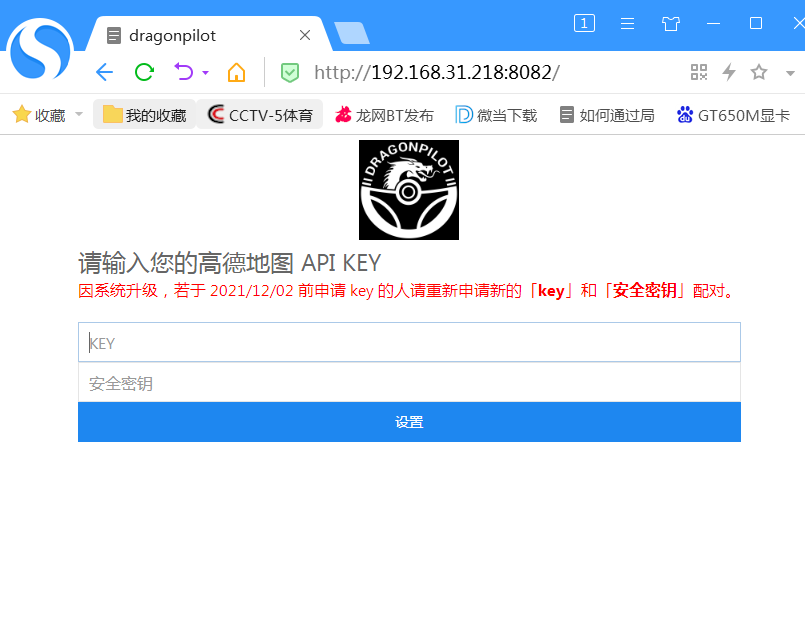 dragonpilot
1
http://192.168.31.218:8082/
收藏 我的收藏 CCTV-5体育 龙网BT发布 微当下载 如何通过局 GT650M显卡
DRAGONPILOT
请输入您的高德地图 API KEY
因系统升级，若于 2021/12/02 前申请 key 的人请重新申请新的「key」和「安全密钥」配对。
KEY
安全密钥
设置